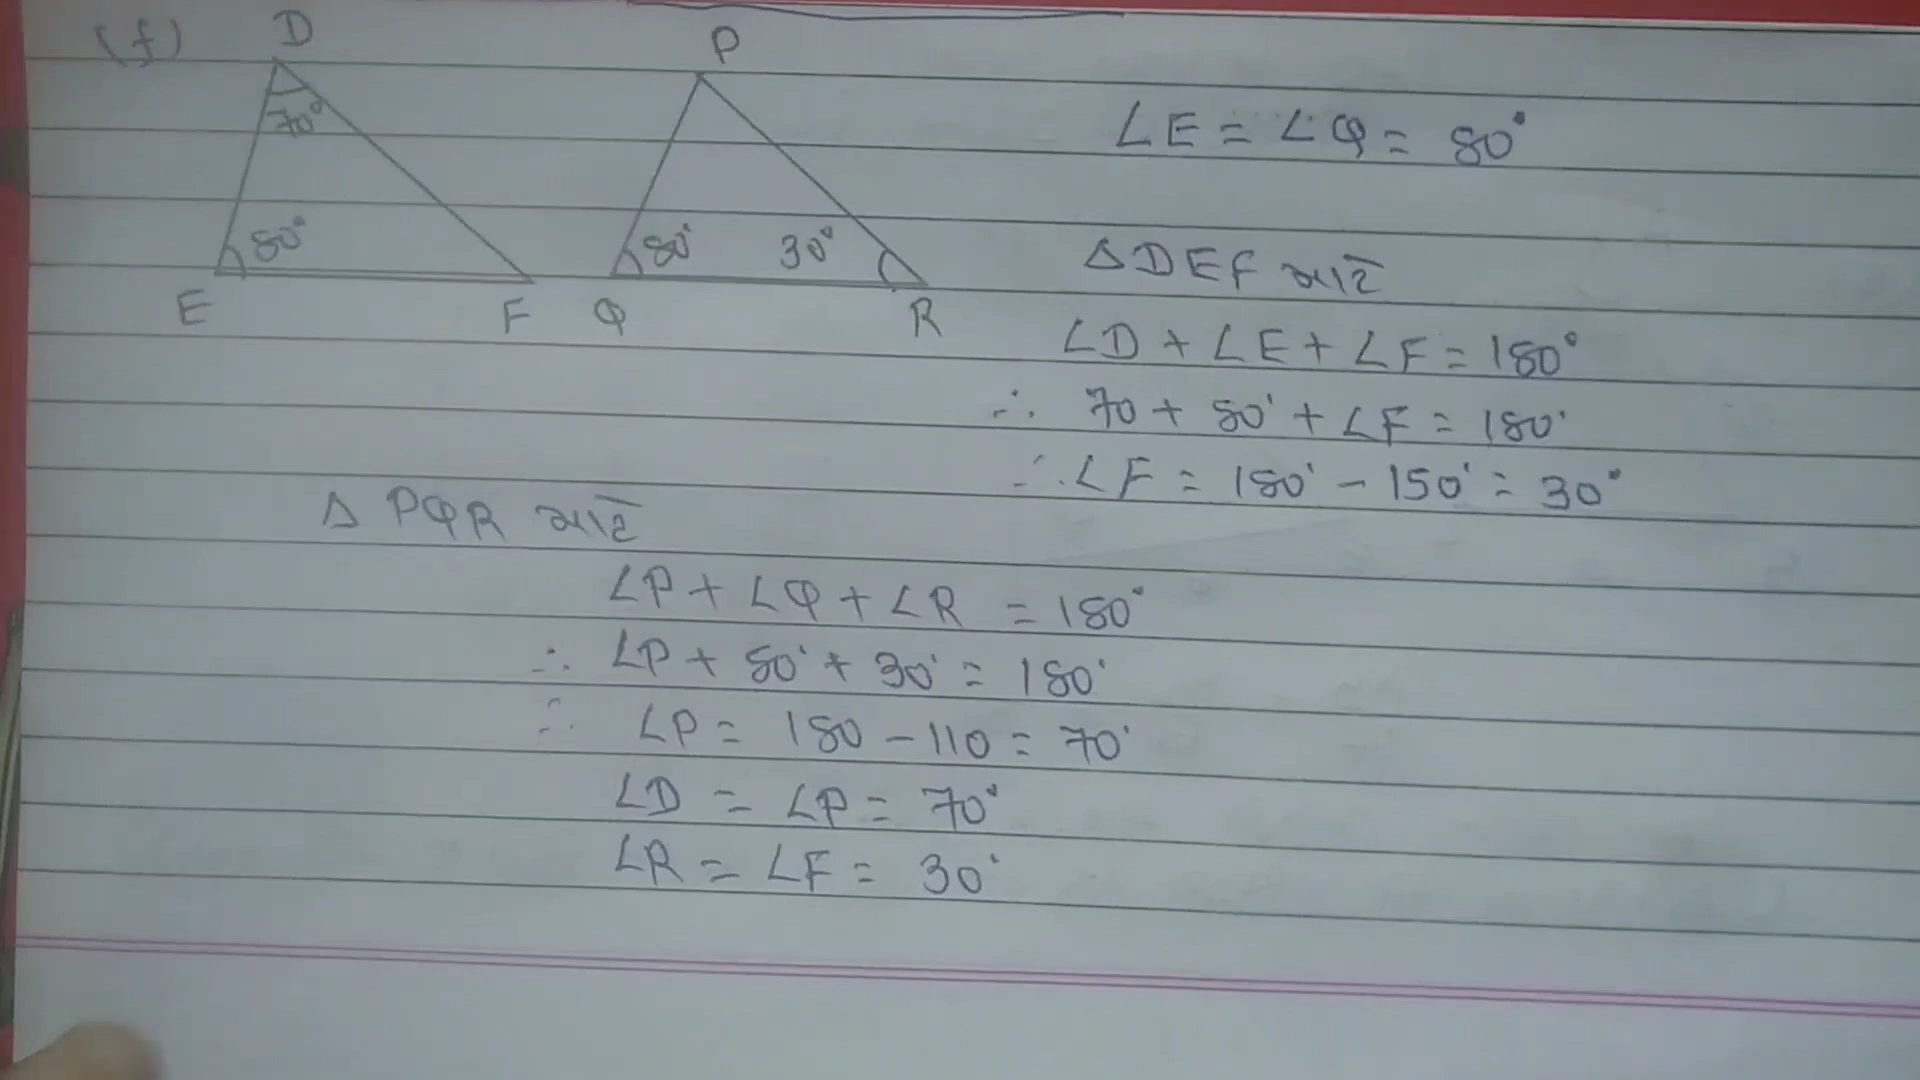 (f) D P
70°
80° 80° 30°
E F Q R
∠E = ∠Q = 80°
△DEF માટે
∠D + ∠E + ∠F = 180°
∴ 70 + 80° + ∠F = 180°
∴ ∠F = 180° - 150° = 30°
△ PQR માટે
∠P + ∠Q + ∠R = 180°
∴ ∠P + 80° + 30° = 180°
∴ ∠P = 180 - 110 = 70°
∠D = ∠P = 70°
∠R = ∠F = 30°